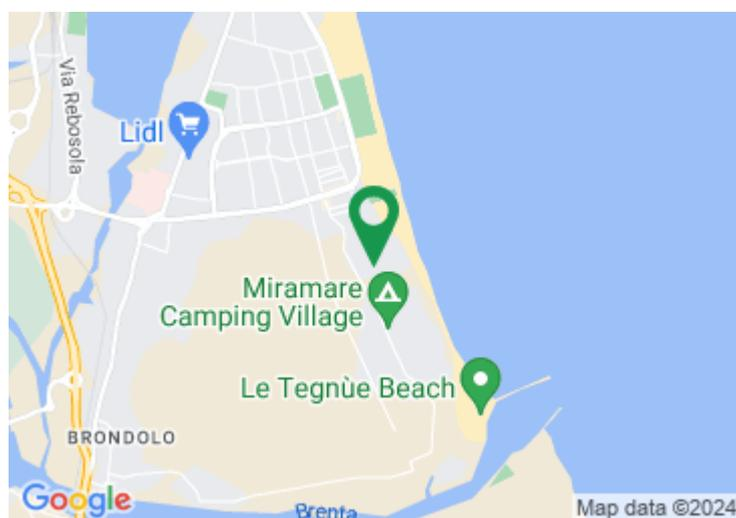 Via Rebosola
Lidl
Miramare
Camping Village
Le Tegnùe Beach
BRONDOLO
Google
Brenta
Map data ©2024